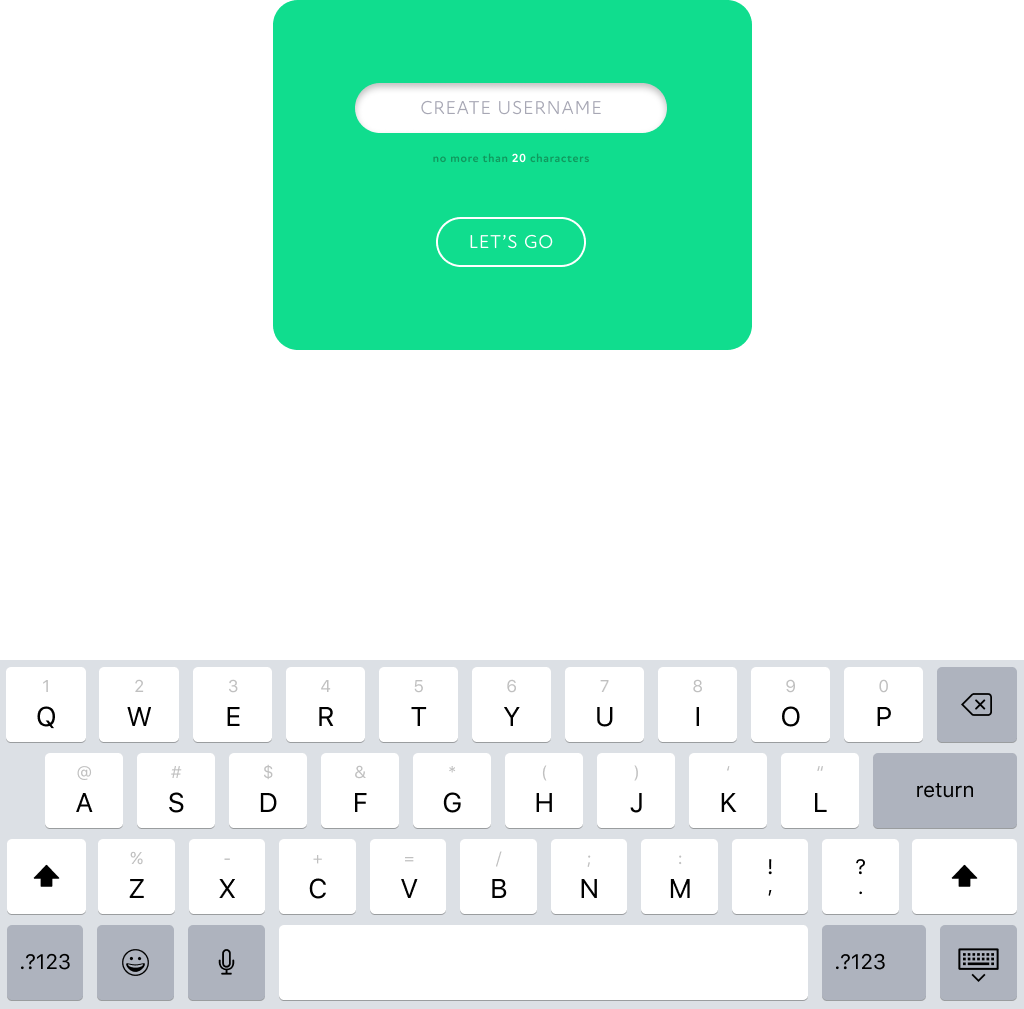 CREATE USERNAME
no more than 20 characters
LET'S GO
1 2 3 4 5 6 7 8 9 0
Q W E R T Y U I O P
@ # $ & * ( ) ' "
A S D F G H J K L
return
% - + = / ; : ! ?
Z X C V B N M , .
.?123 .?123